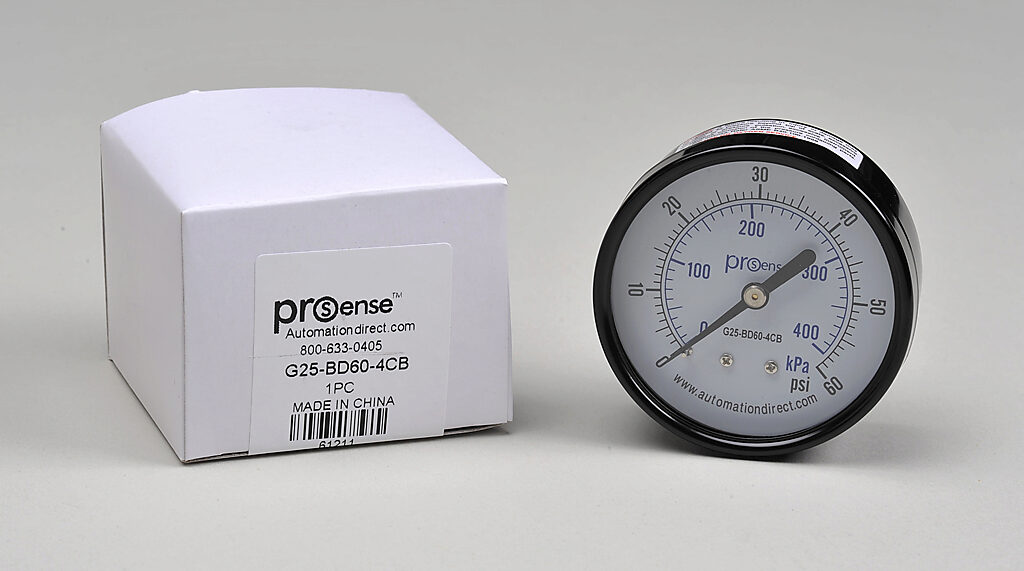 prosense™
Automationdirect.com
800-633-0405
G25-BD60-4CB
1PC
MADE IN CHINA
61211
0
10
20
30
40
50
60
psi
0
100
200
300
400
kPa
prosense
G25-BD60-4CB
www.automationdirect.com